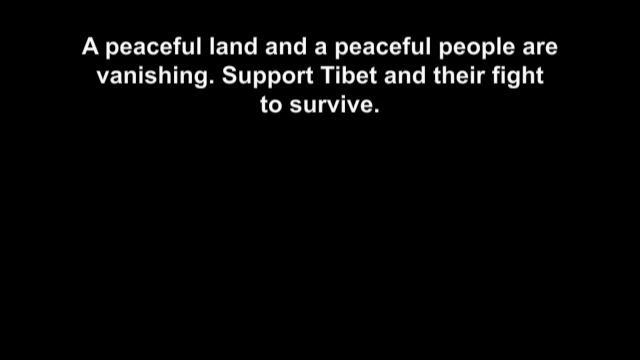 A peaceful land and a peaceful people are
vanishing. Support Tibet and their fight
to survive.